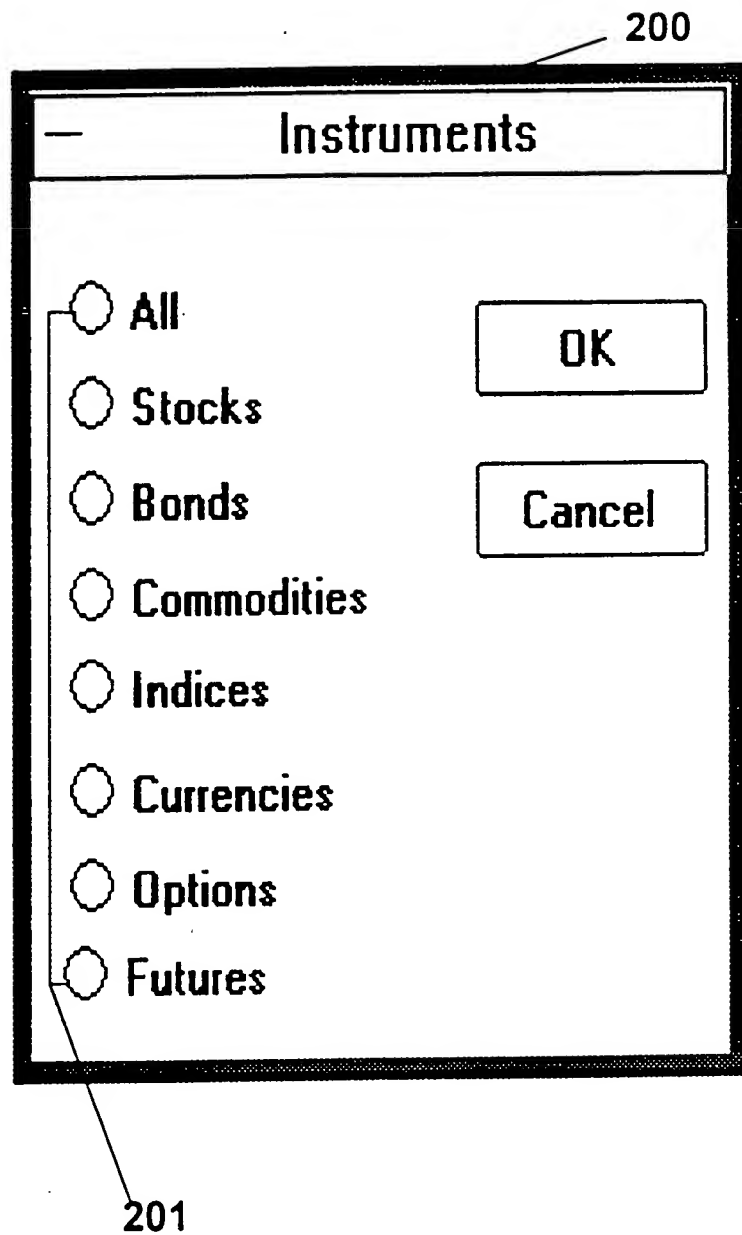 200
Instruments
All
OK
Stocks
Bonds
Cancel
Commodities
Indices
Currencies
Options
Futures
201